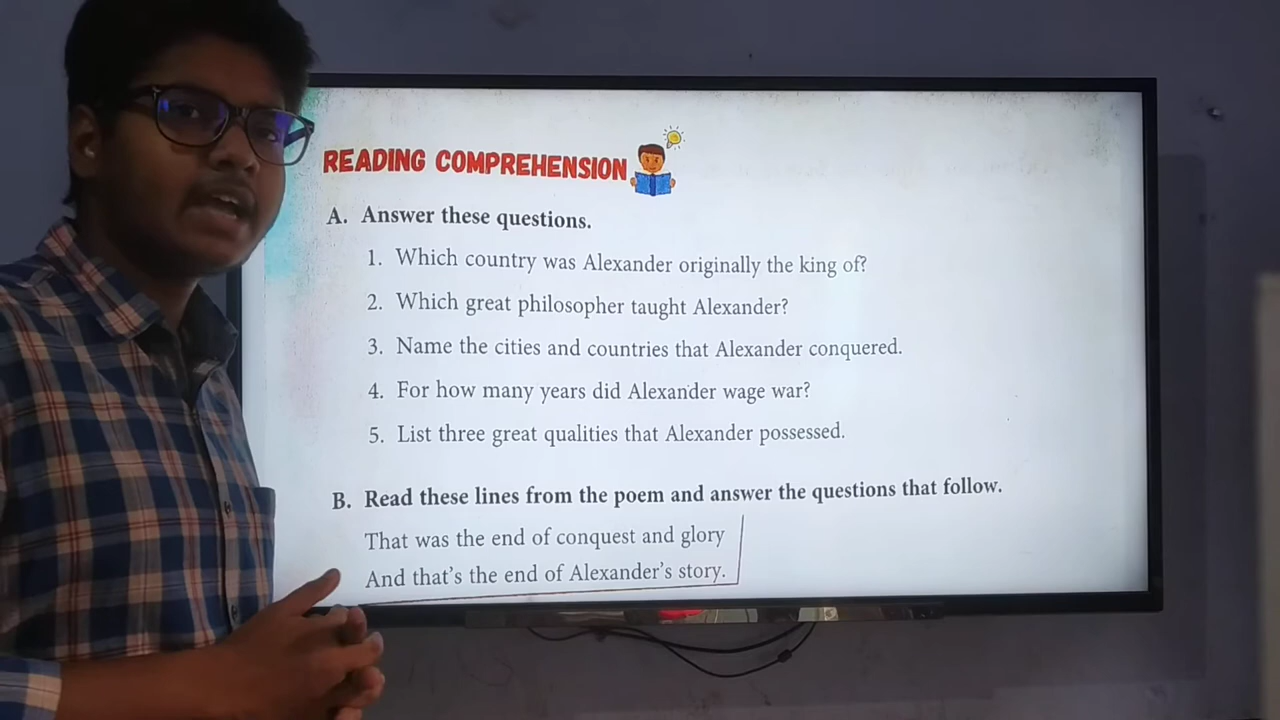 READING COMPREHENSION
A. Answer these questions.
1. Which country was Alexander originally the king of?
2. Which great philosopher taught Alexander?
3. Name the cities and countries that Alexander conquered.
4. For how many years did Alexander wage war?
5. List three great qualities that Alexander possessed.
B. Read these lines from the poem and answer the questions that follow.
That was the end of conquest and glory
And that's the end of Alexander's story.